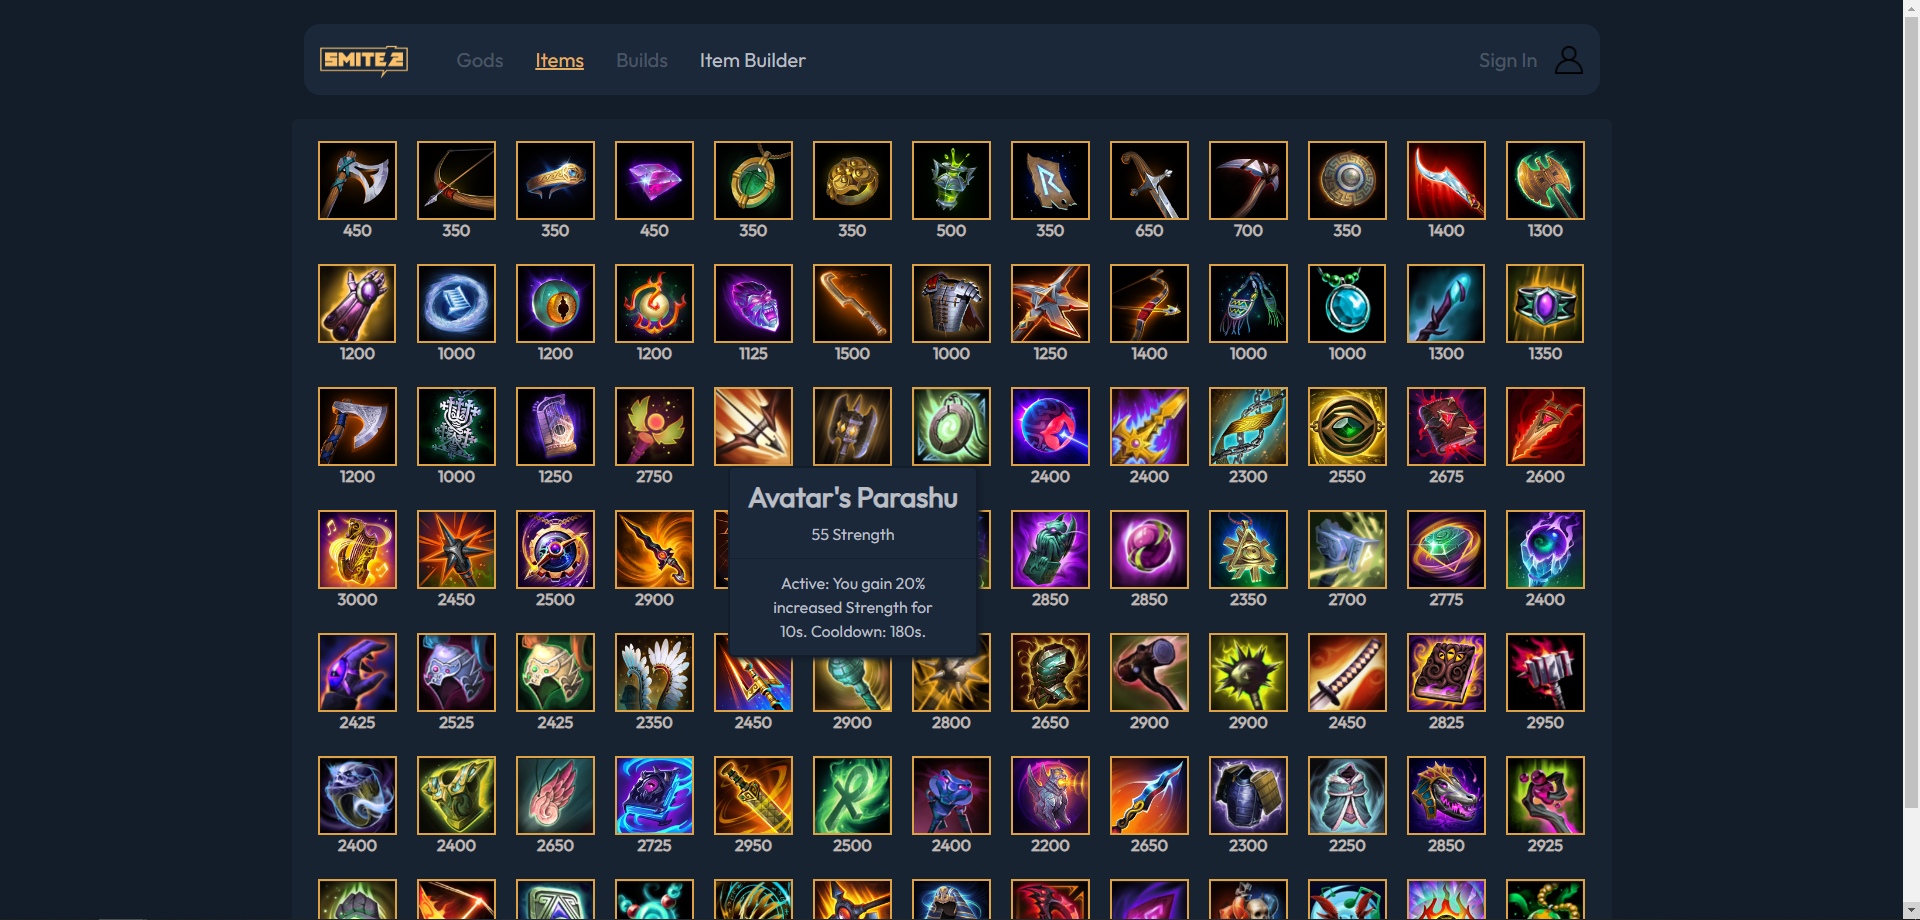 SMITE 2 Gods Items Builds Item Builder Sign In
450 350 350 450 350 350 500 350 650 700 350 1400 1300
1200 1000 1200 1200 1125 1500 1000 1250 1400 1000 1000 1300 1350
1200 1000 1250 2750 2400 2400 2300 2550 2675 2600
Avatar's Parashu
55 Strength
Active: You gain 20%
increased Strength for
10s. Cooldown: 180s.
3000 2450 2500 2900 2850 2850 2350 2700 2775 2400
2425 2525 2425 2350 2450 2900 2800 2650 2900 2900 2450 2825 2950
2400 2400 2650 2725 2950 2500 2400 2200 2650 2300 2250 2850 2925